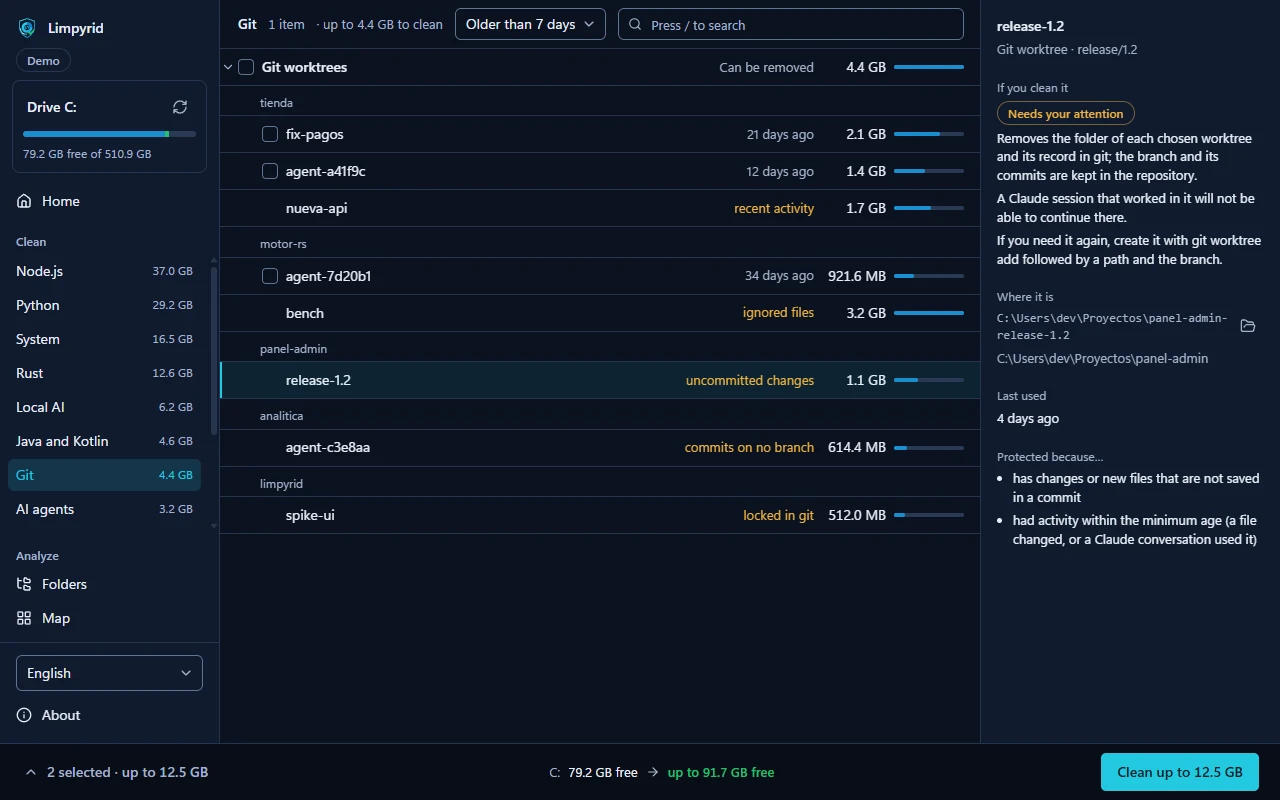 Limpyrid
Demo
Drive C:
79.2 GB free of 510.9 GB
Home
Clean
Node.js 37.0 GB
Python 29.2 GB
System 16.5 GB
Rust 12.6 GB
Local AI 6.2 GB
Java and Kotlin 4.6 GB
Git 4.4 GB
AI agents 3.2 GB
Analyze
Folders
Map
English
About
Git 1 item · up to 4.4 GB to clean Older than 7 days Press / to search
Git worktrees Can be removed 4.4 GB
tienda
fix-pagos 21 days ago 2.1 GB
agent-a41f9c 12 days ago 1.4 GB
nueva-api recent activity 1.7 GB
motor-rs
agent-7d20b1 34 days ago 921.6 MB
bench ignored files 3.2 GB
panel-admin
release-1.2 uncommitted changes 1.1 GB
analitica
agent-c3e8aa commits on no branch 614.4 MB
limpyrid
spike-ui locked in git 512.0 MB
release-1.2
Git worktree · release/1.2
If you clean it
Needs your attention
Removes the folder of each chosen worktree
and its record in git; the branch and its
commits are kept in the repository.
A Claude session that worked in it will not be
able to continue there.
If you need it again, create it with git worktree
add followed by a path and the branch.
Where it is
C:\Users\dev\Proyectos\panel-admin-
release-1.2
C:\Users\dev\Proyectos\panel-admin
Last used
4 days ago
Protected because...
• has changes or new files that are not saved
in a commit
• had activity within the minimum age (a file
changed, or a Claude conversation used it)
2 selected · up to 12.5 GB
C: 79.2 GB free → up to 91.7 GB free
Clean up to 12.5 GB